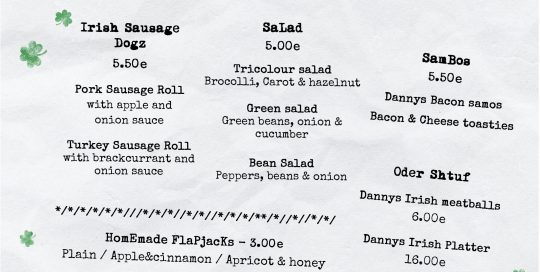 Irish Sausage
Dogz
5.50e
Pork Sausage Roll
with apple and
onion sauce
Turkey Sausage Roll
with brackcurrant and
onion sauce
SaLad
5.00e
Tricolour salad
Brocolli, Carot & hazelnut
Green salad
Green beans, onion &
cucumber
Bean Salad
Peppers, beans & onion
SamBos
5.50e
Dannys Bacon samos
Bacon & Cheese toasties
Oder Shtuf
Dannys Irish meatballs
6.00e
Dannys Irish Platter
16.00e
*/*/*/*/*/*///*/*/*/*//*//*/*/*/**/*//*//*/*/
HomEmade FlaPjacKs - 3.00e
Plain / Apple&cinnamon / Apricot & honey